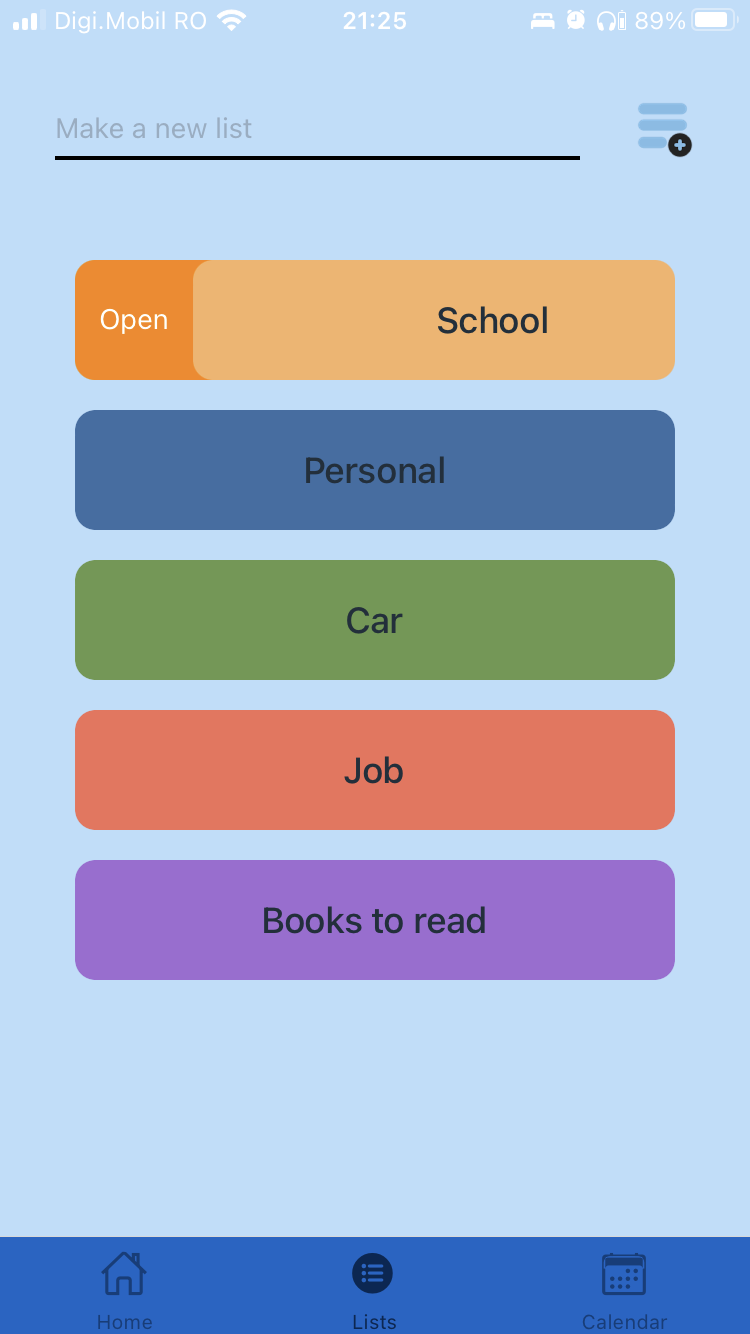 Digi.Mobil RO 21:25 89%
Make a new list
Open School
Personal
Car
Job
Books to read
Home Lists Calendar